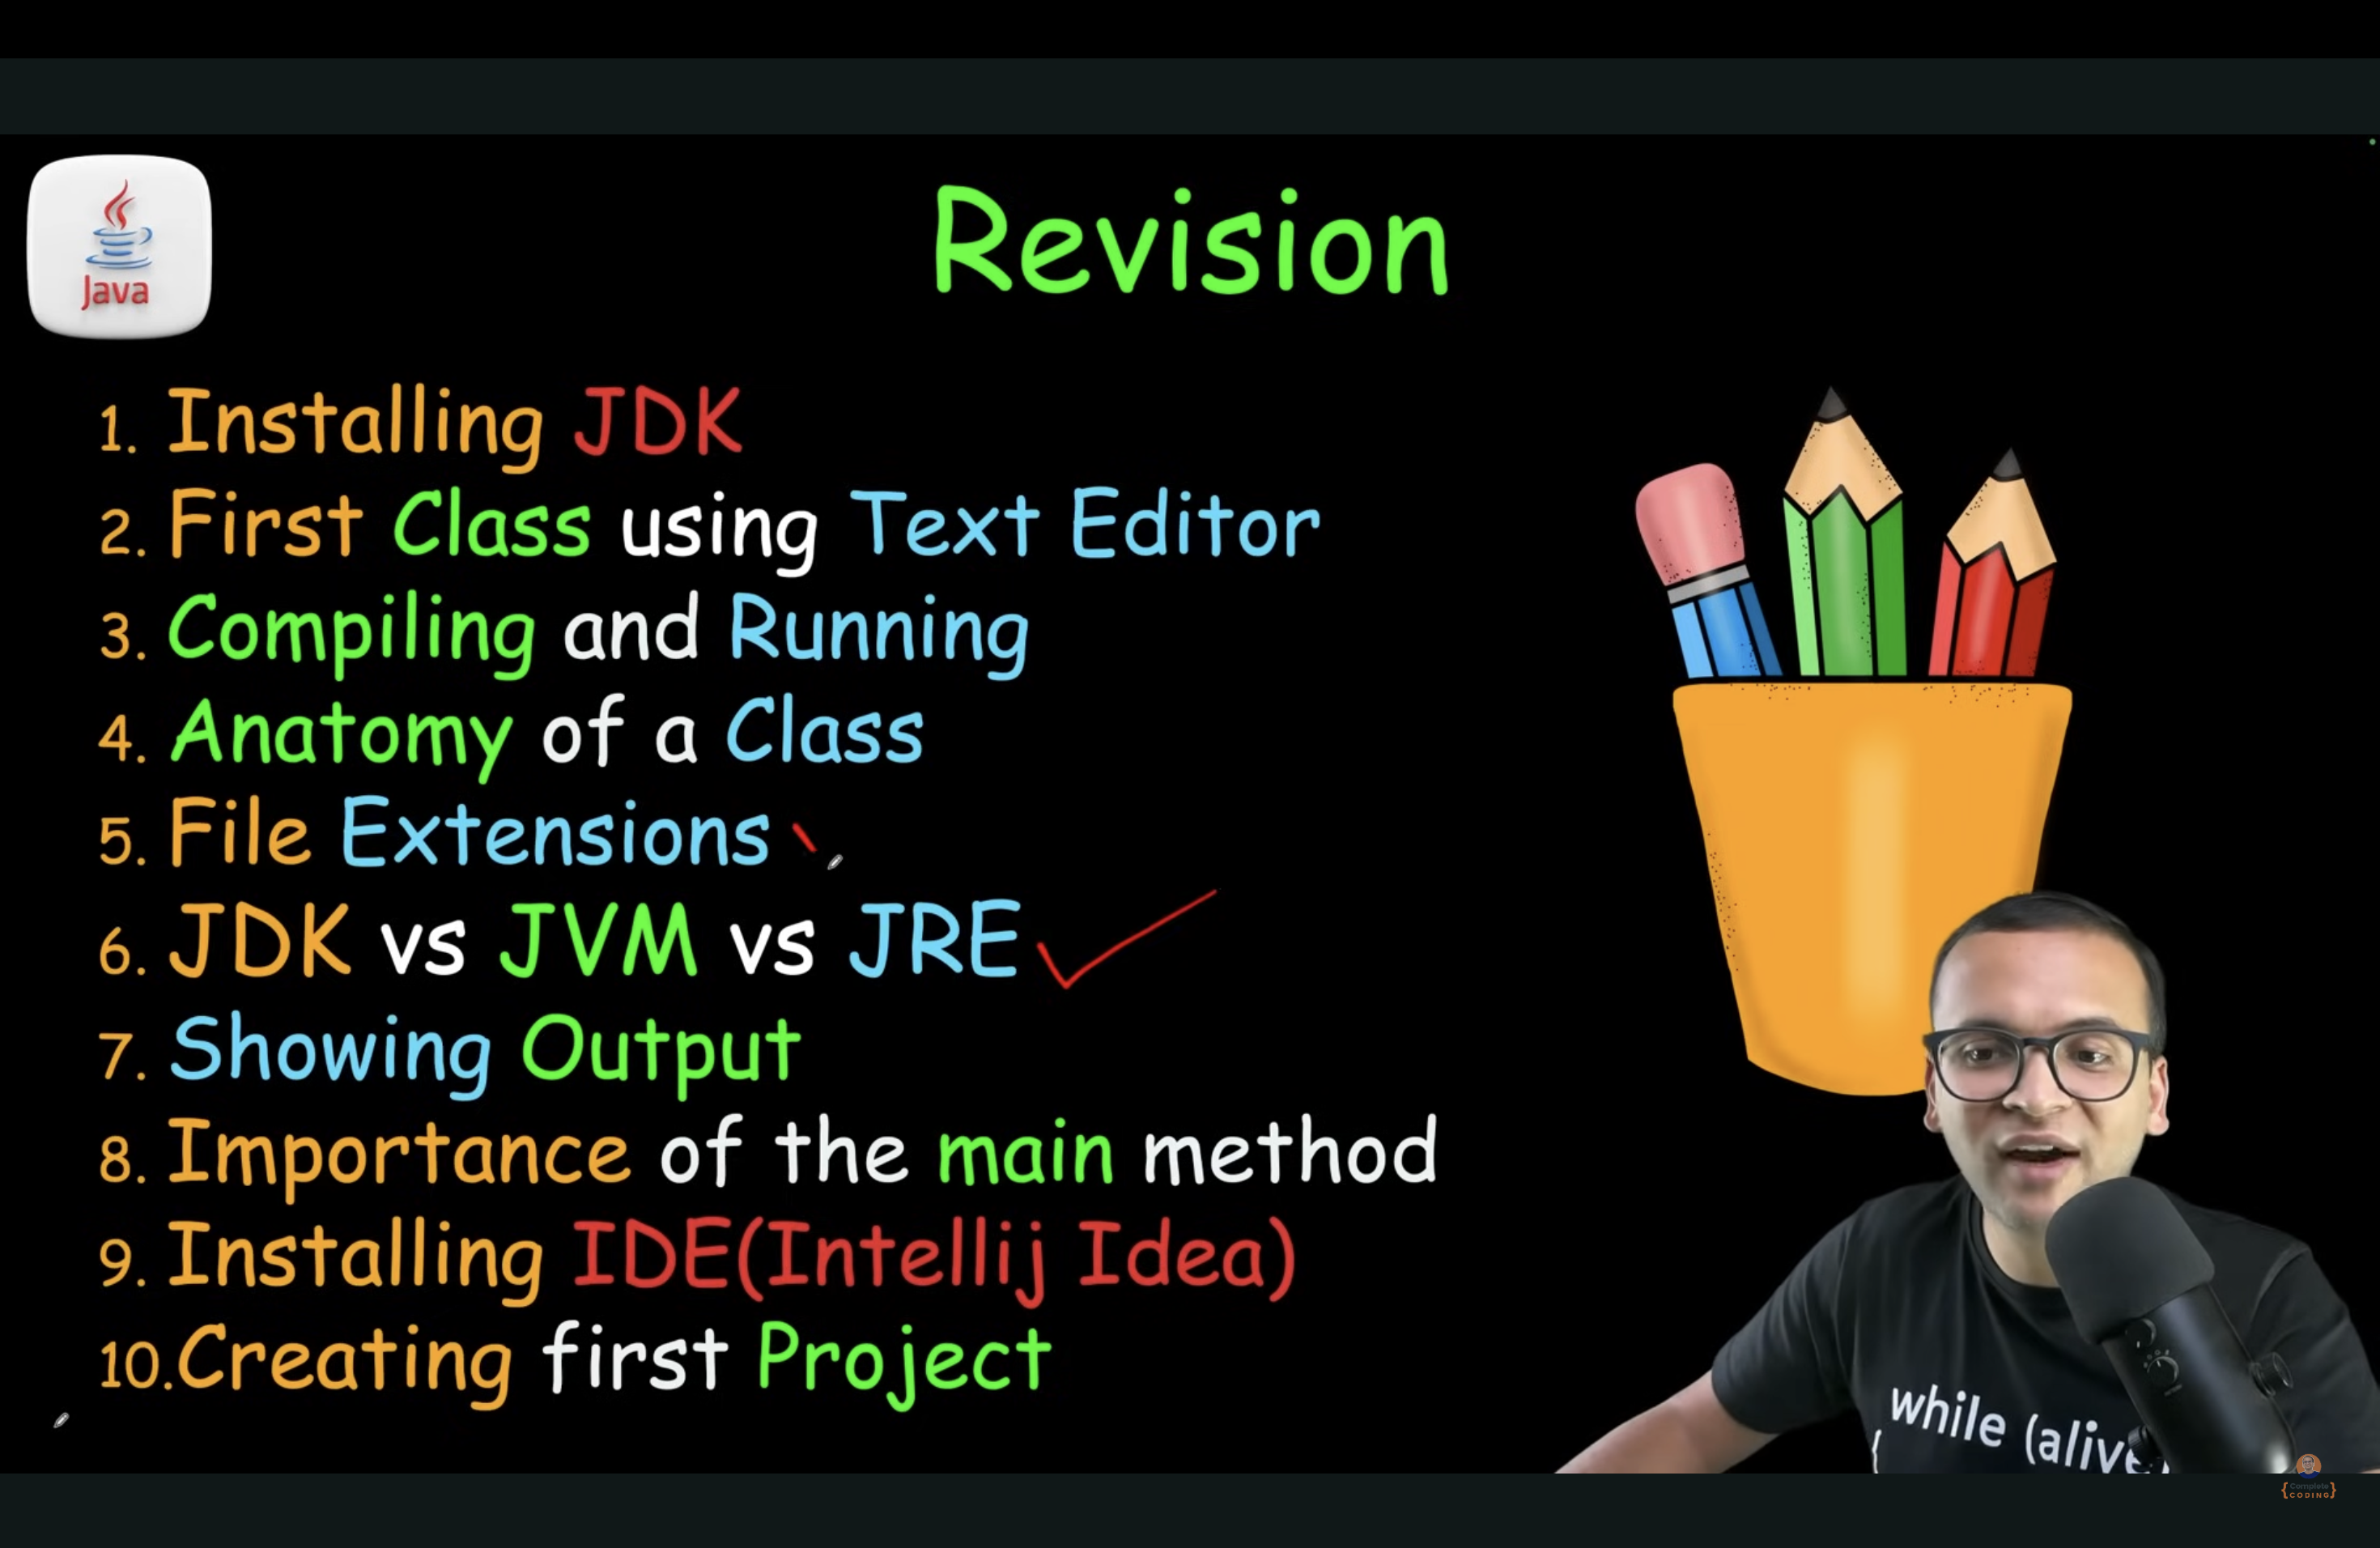 Java
Revision
1. Installing JDK
2. First Class using Text Editor
3. Compiling and Running
4. Anatomy of a Class
5. File Extensions
6. JDK vs JVM vs JRE
7. Showing Output
8. Importance of the main method
9. Installing IDE(Intellij Idea)
10.Creating first Project
while (alive
{
{Complete
CODING}